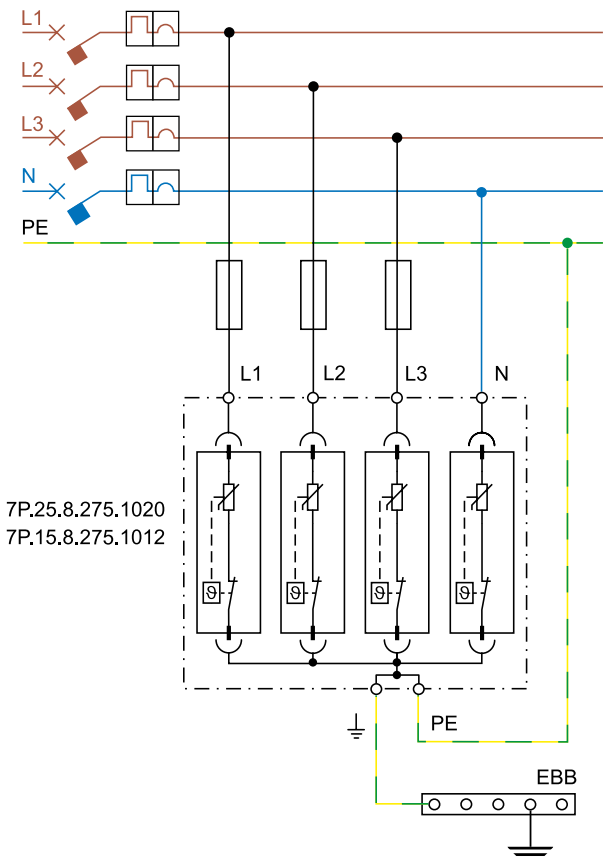 L1
L2
L3
N
PE
L1 L2 L3 N
7P.25.8.275.1020
7P.15.8.275.1012
ϑ ϑ ϑ ϑ
PE
EBB